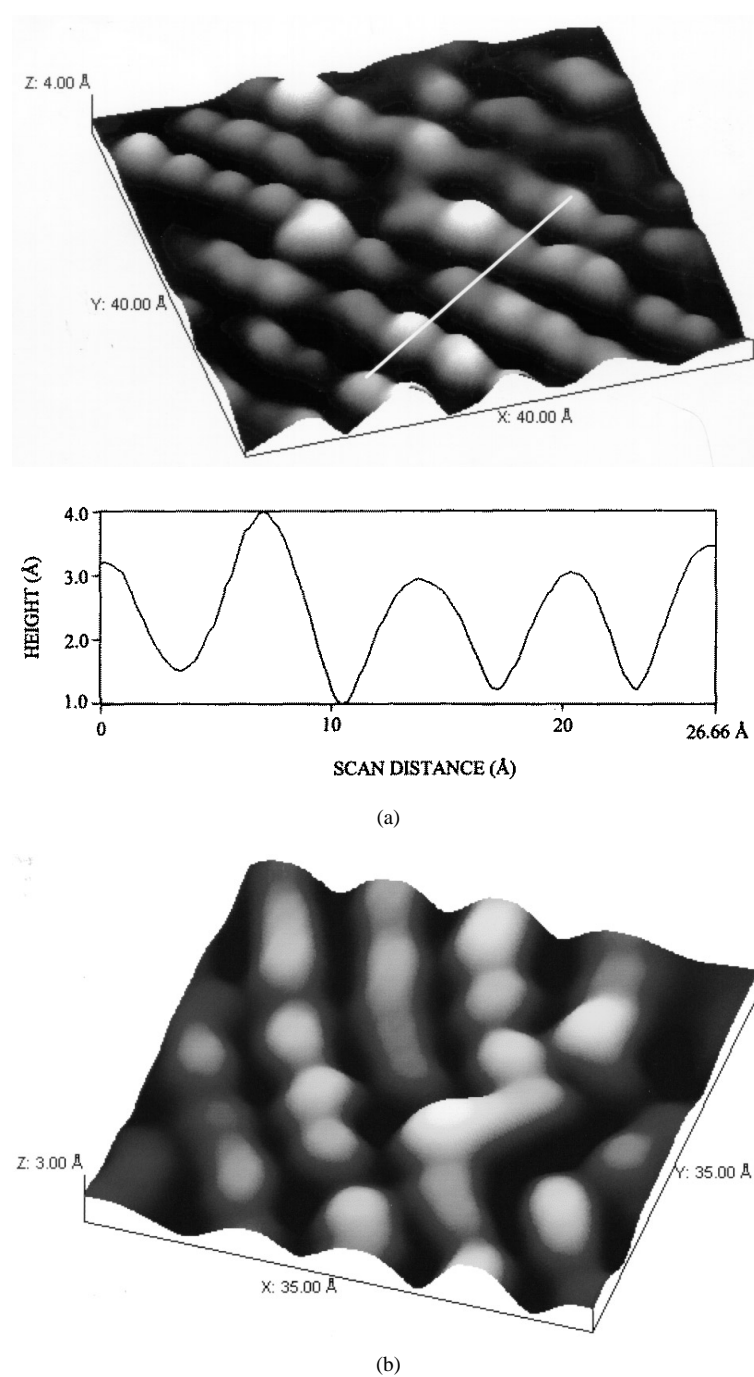 Z: 4.00 Å
Y: 40.00 Å
X: 40.00 Å
HEIGHT (Å)
4.0
3.0
2.0
1.0
0
10
20
26.66 Å
SCAN DISTANCE (Å)
(a)
Z: 3.00 Å
Y: 35.00 Å
X: 35.00 Å
(b)